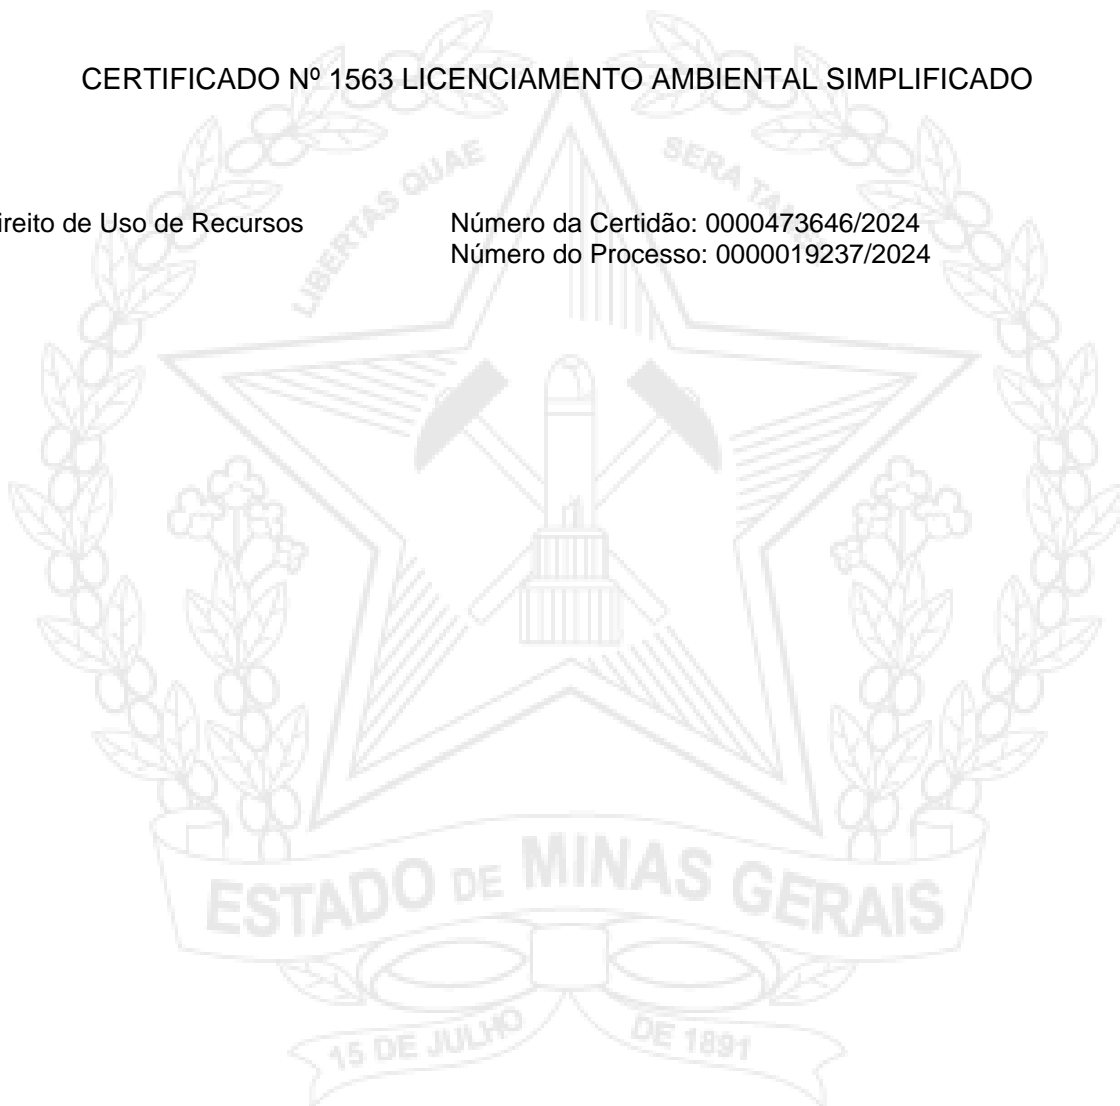 CERTIFICADO Nº 1563 LICENCIAMENTO AMBIENTAL SIMPLIFICADO
LIBERTAS QUAE SERA TAMEN
ireito de Uso de Recursos
Número da Certidão: 0000473646/2024
Número do Processo: 0000019237/2024
ESTADO DE MINAS GERAIS
15 DE JULHO DE 1891